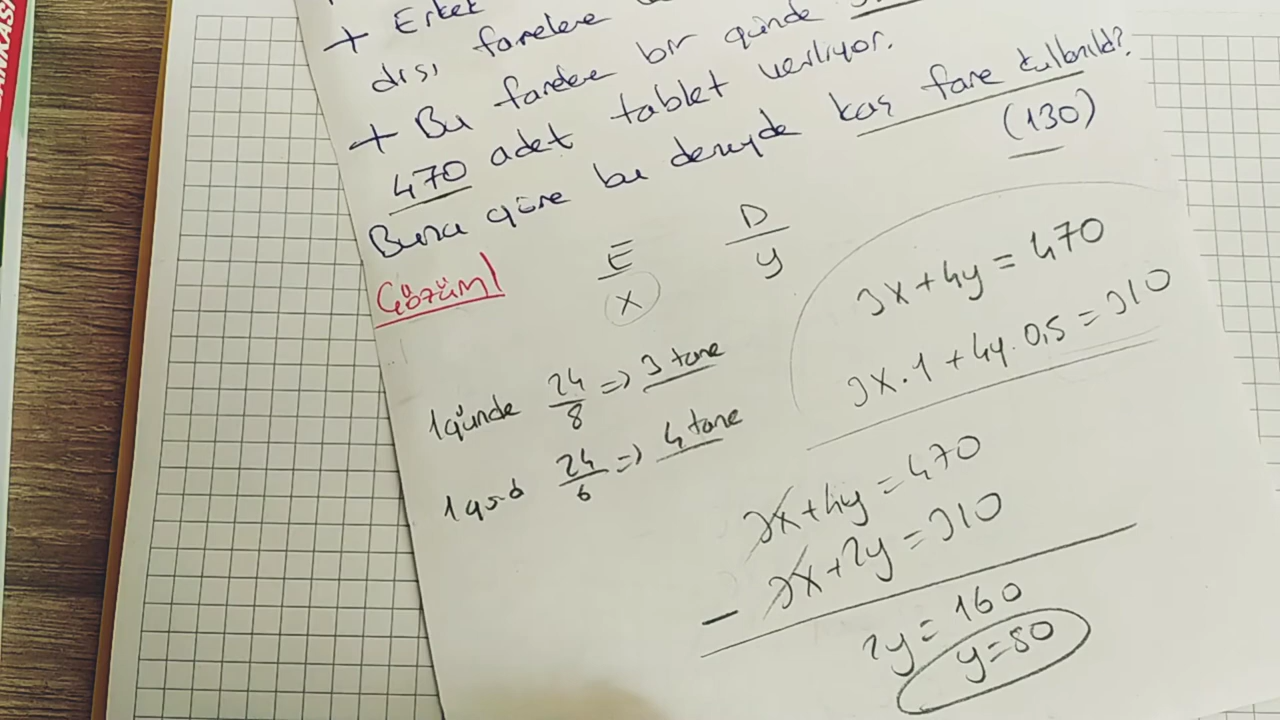 ANKASI
+ Erkek
dişi farelere
+ Bu farelere bir günde
470 adet tablet veriliyor.
Buna göre bu deneyde kaç fare kullanıldı?
(130)
Çözüm!
E D
x y
1 günde 24/8 => 3 tane
24/6 => 4 tane
3x+4y=470
3x.1+4y.0,5=310
3x+4y=470
- 3x+2y=310
2y=160
y=80